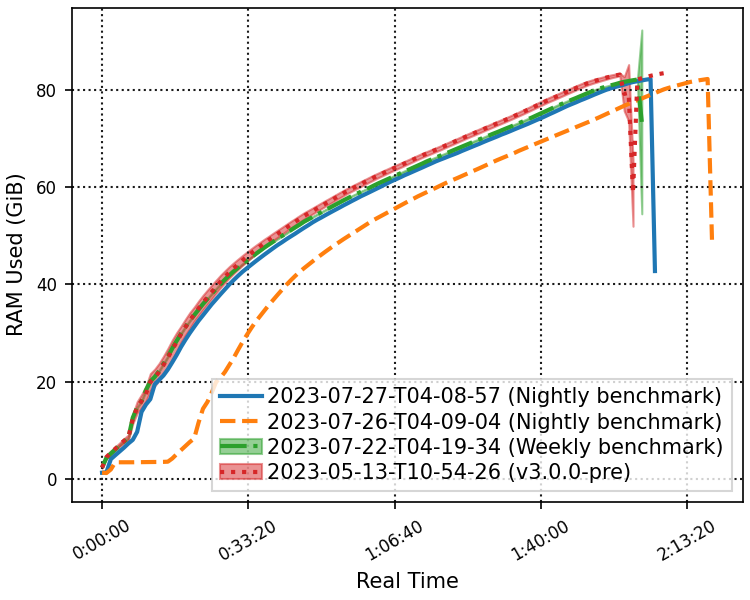 80
60
40
20
0
RAM Used (GiB)
2023-07-27-T04-08-57 (Nightly benchmark)
2023-07-26-T04-09-04 (Nightly benchmark)
2023-07-22-T04-19-34 (Weekly benchmark)
2023-05-13-T10-54-26 (v3.0.0-pre)
0:00:00
0:33:20
1:06:40
1:40:00
2:13:20
Real Time